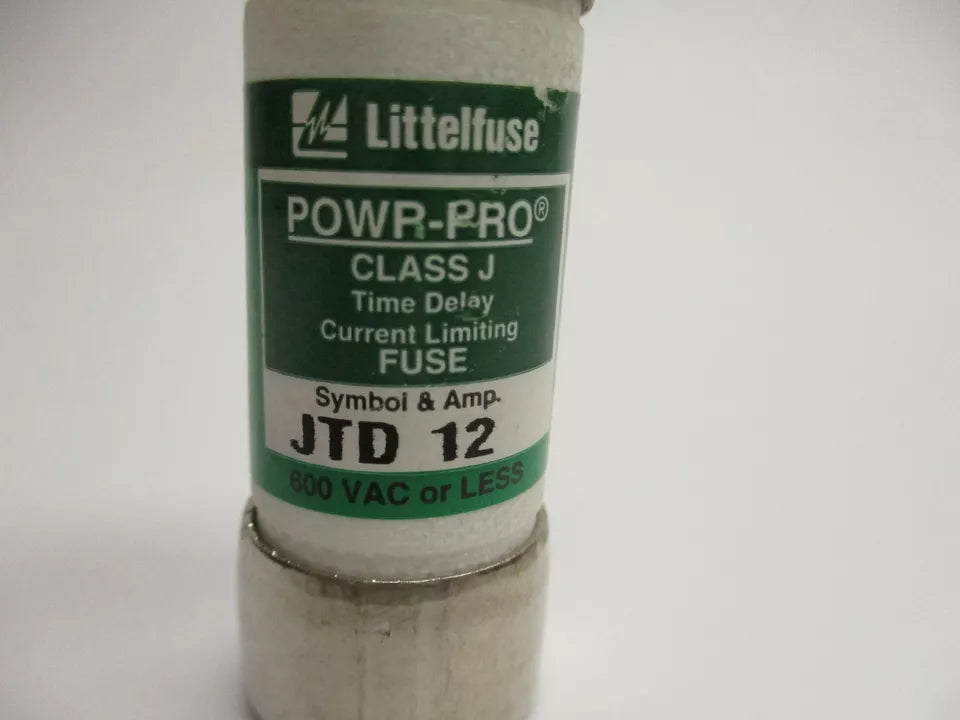 Littelfuse
POWR-PRO®
CLASS J
Time Delay
Current Limiting
FUSE
Symbol & Amp.
JTD 12
600 VAC or LESS